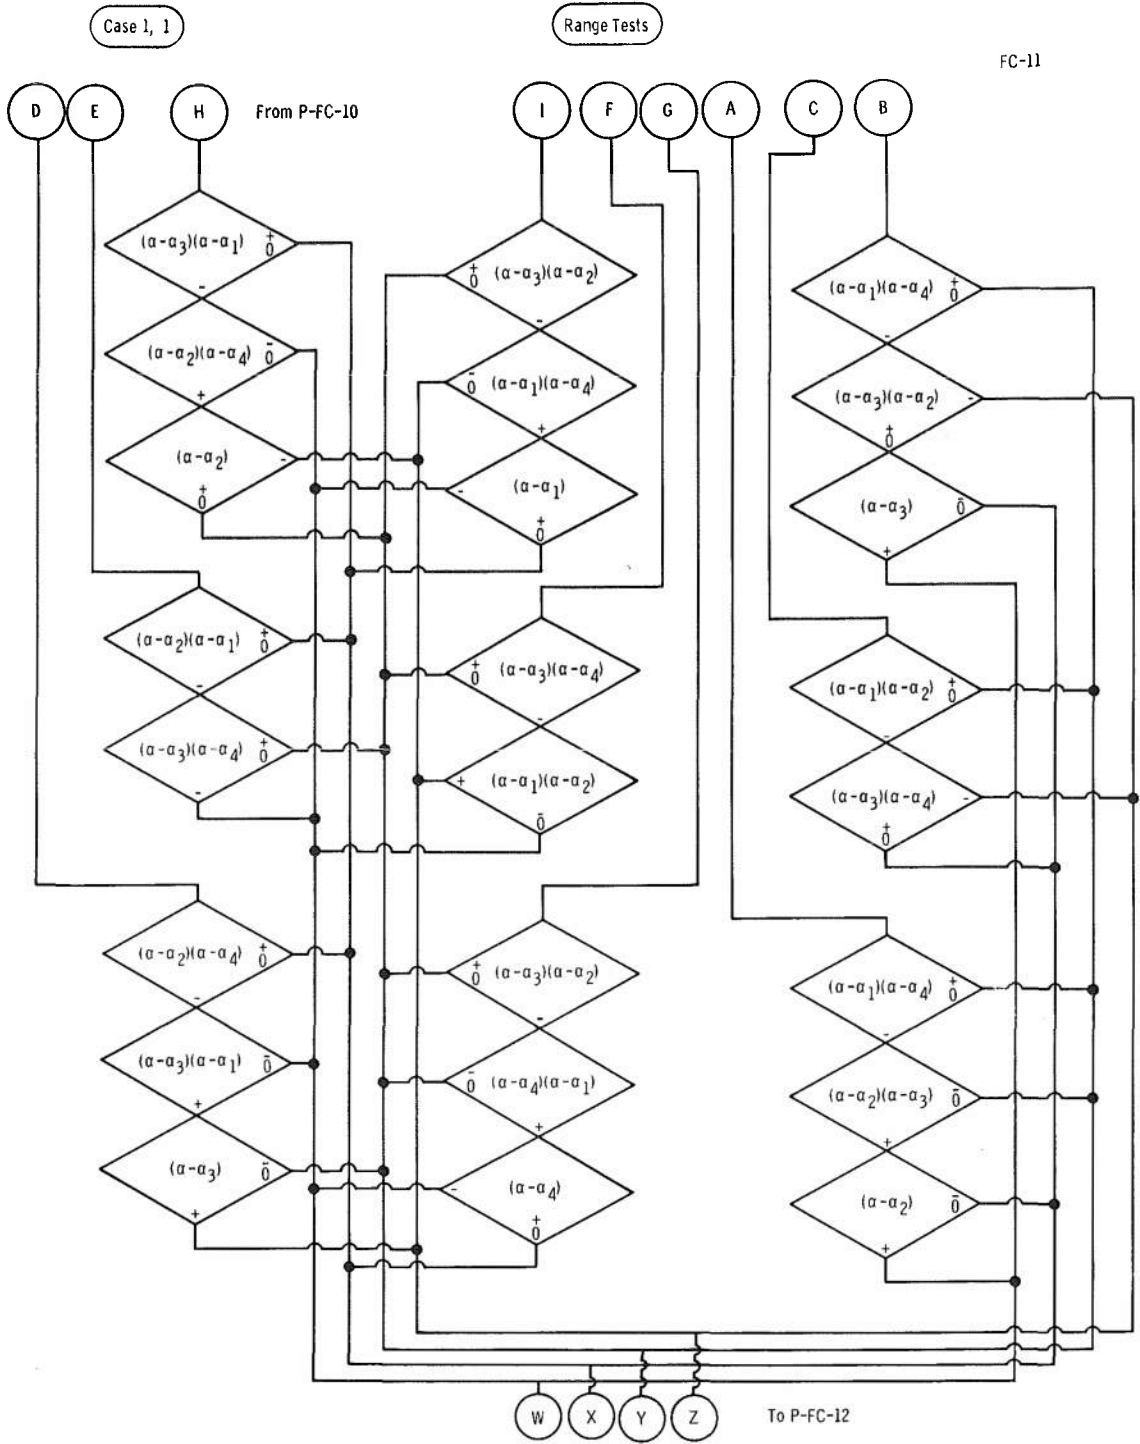 Case 1, 1
Range Tests
FC-11
D E H From P-FC-10 I F G A C B
(α-α3)(α-α1) + 0
-
(α-α2)(α-α4) - 0
+
(α-α2) -
+ 0
(α-α2)(α-α1) + 0
-
(α-α3)(α-α4) + 0
-
(α-α2)(α-α4) + 0
-
(α-α3)(α-α1) - 0
+
(α-α3) - 0
+
+ 0 (α-α3)(α-α2)
-
- 0 (α-α1)(α-α4)
+
- (α-α1)
+ 0
+ 0 (α-α3)(α-α4)
-
+ (α-α1)(α-α2)
- 0
+ 0 (α-α3)(α-α2)
-
- 0 (α-α4)(α-α1)
+
- (α-α4)
+ 0
(α-α1)(α-α4) + 0
-
(α-α3)(α-α2) -
+ 0
(α-α3) - 0
+
(α-α1)(α-α2) + 0
-
(α-α3)(α-α4) -
+ 0
(α-α1)(α-α4) + 0
-
(α-α2)(α-α3) - 0
+
(α-α2) - 0
+
W X Y Z To P-FC-12